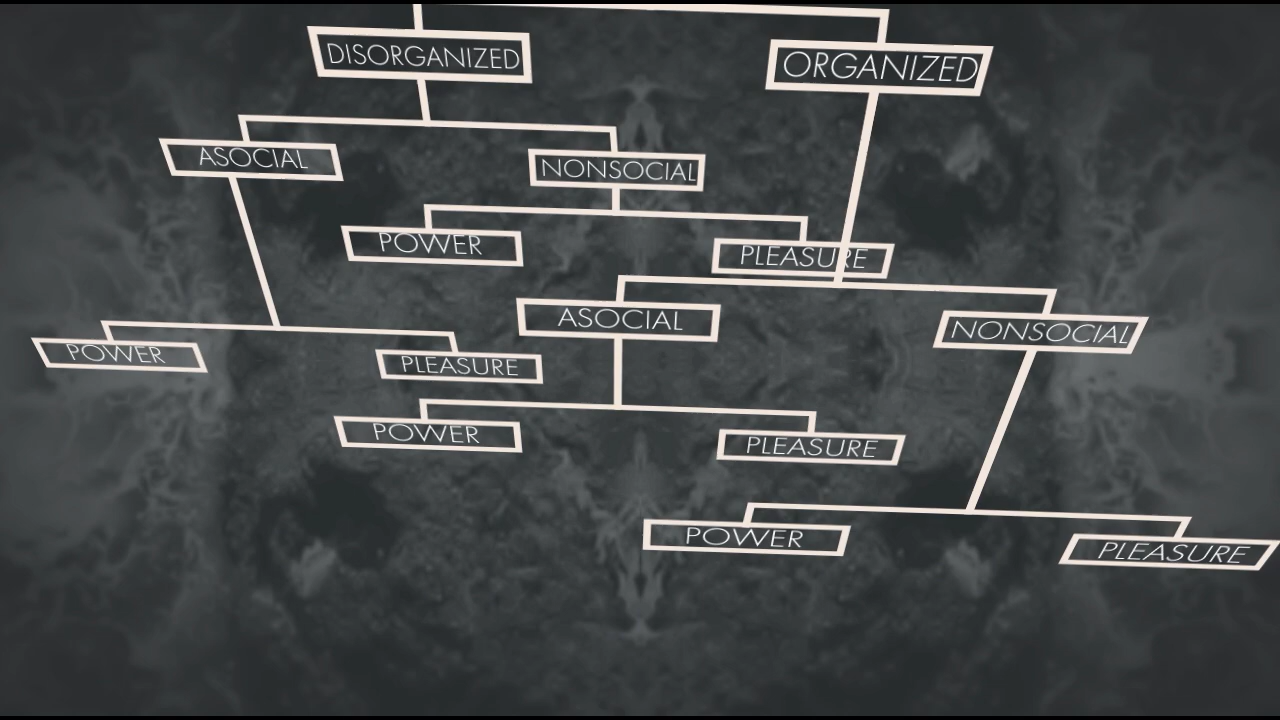 DISORGANIZED
ORGANIZED
ASOCIAL
NONSOCIAL
POWER
PLEASURE
ASOCIAL
NONSOCIAL
POWER
PLEASURE
POWER
PLEASURE
POWER
PLEASURE